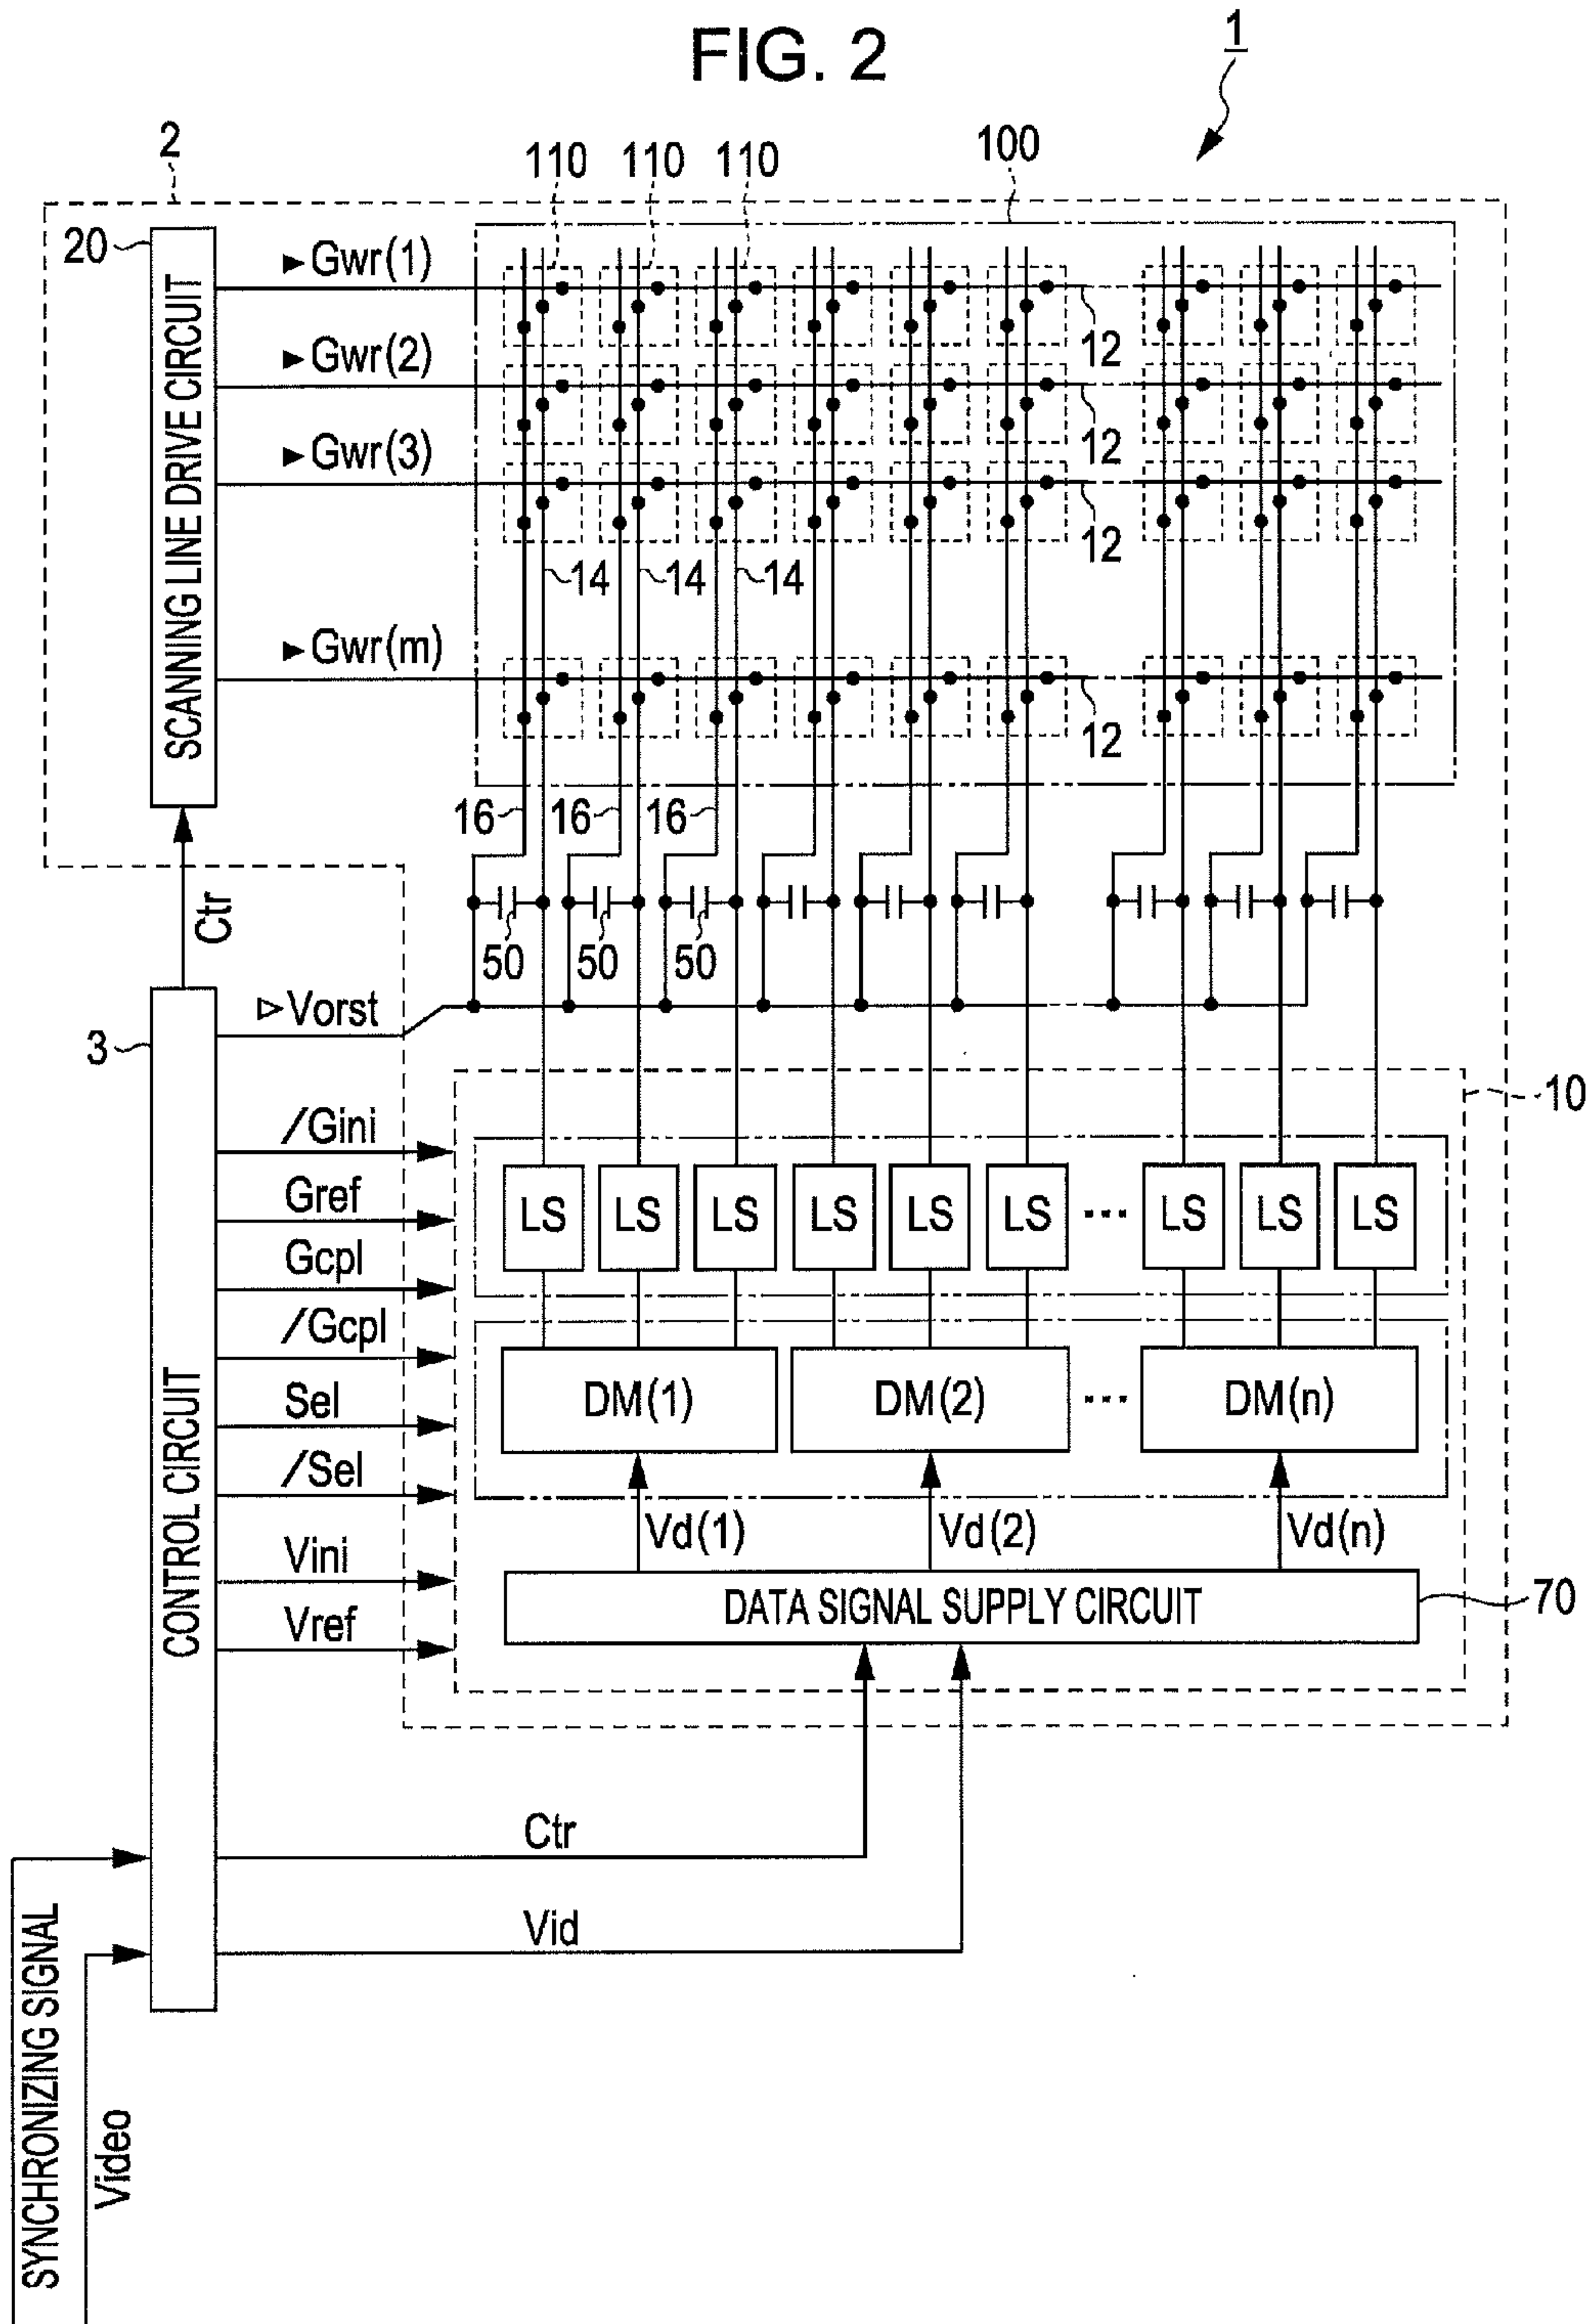 FIG. 2
1
2
110 110 110
100
20
SCANNING LINE DRIVE CIRCUIT
►Gwr(1)
12
►Gwr(2)
12
►Gwr(3)
12
14 14 14
►Gwr(m)
12
16 16 16
Ctr
50 50 50
▷Vorst
3
CONTROL CIRCUIT
10
/Gini
Gref
Gcpl
/Gcpl
Sel
/Sel
Vini
Vref
LS LS LS LS LS LS ... LS LS LS
DM(1) DM(2) ... DM(n)
Vd(1) Vd(2) Vd(n)
DATA SIGNAL SUPPLY CIRCUIT
70
Ctr
Vid
SYNCHRONIZING SIGNAL
Video